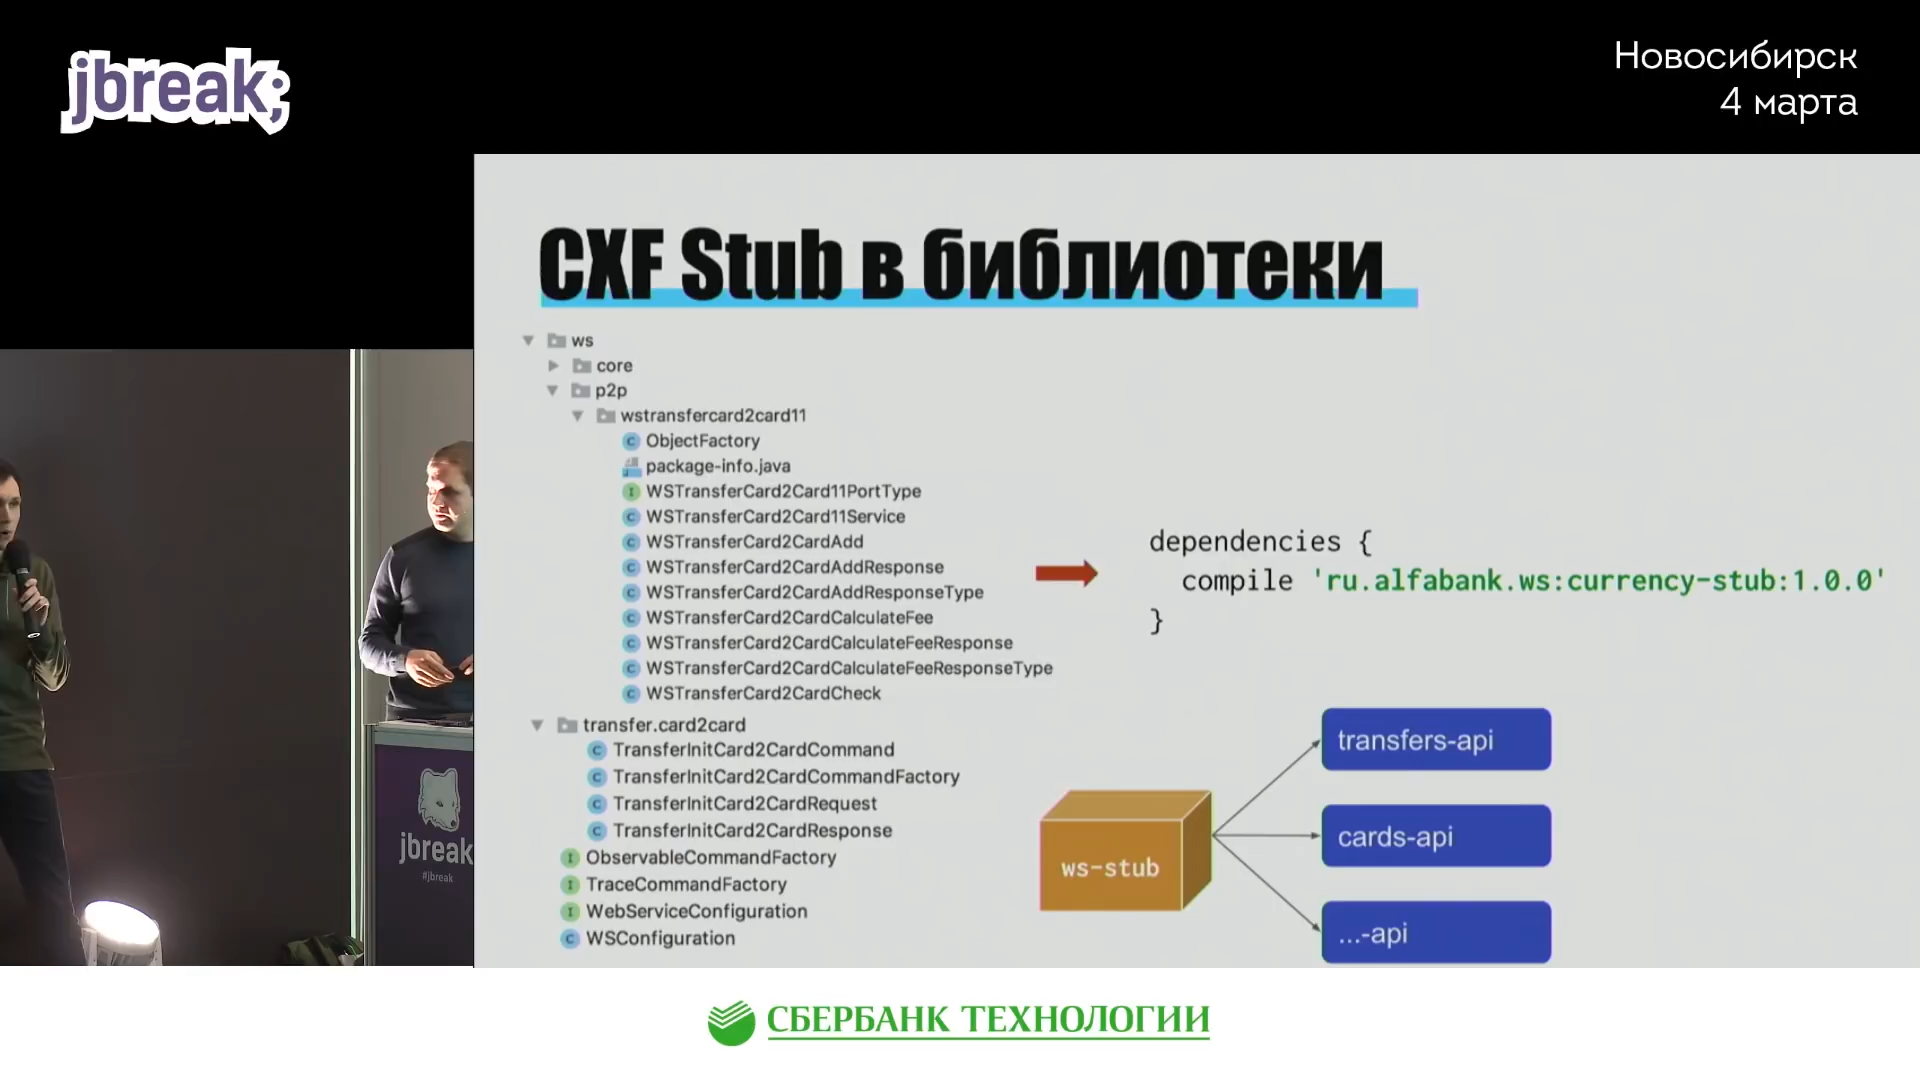 jbreak;
Новосибирск
4 марта
CXF Stub в библиотеки
ws
core
p2p
wstransfercard2card11
ObjectFactory
package-info.java
WSTransferCard2Card11PortType
WSTransferCard2Card11Service
WSTransferCard2CardAdd
WSTransferCard2CardAddResponse
WSTransferCard2CardAddResponseType
WSTransferCard2CardCalculateFee
WSTransferCard2CardCalculateFeeResponse
WSTransferCard2CardCalculateFeeResponseType
WSTransferCard2CardCheck
transfer.card2card
TransferInitCard2CardCommand
TransferInitCard2CardCommandFactory
TransferInitCard2CardRequest
TransferInitCard2CardResponse
ObservableCommandFactory
TraceCommandFactory
WebServiceConfiguration
WSConfiguration
dependencies {
compile 'ru.alfabank.ws:currency-stub:1.0.0'
}
ws-stub
transfers-api
cards-api
...-api
jbreak
#jbreak
СБЕРБАНК ТЕХНОЛОГИИ